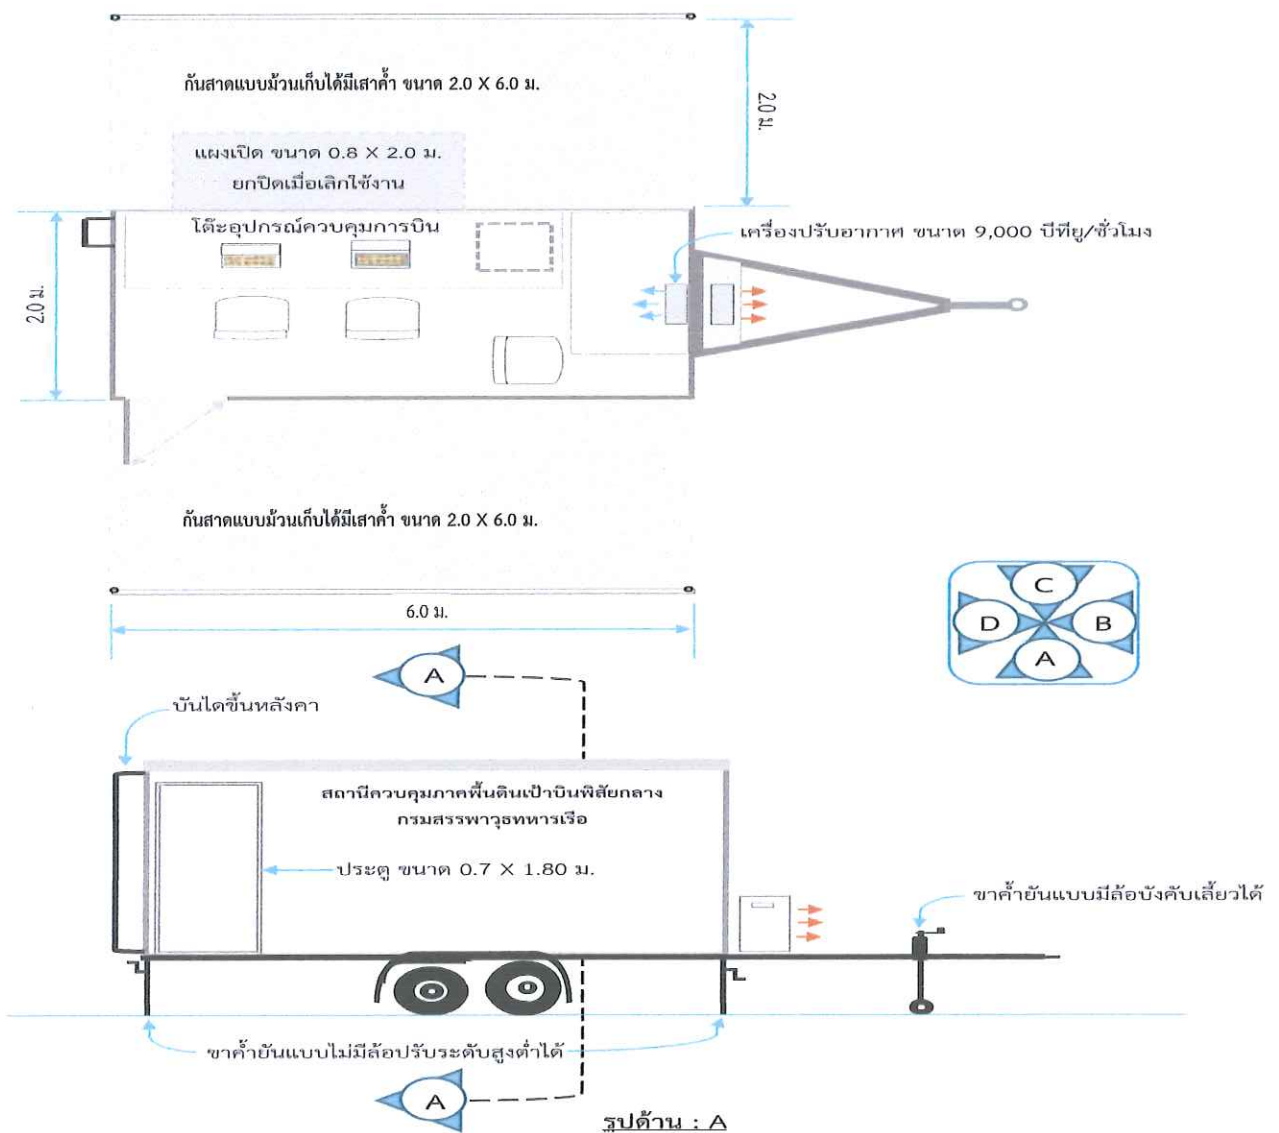 กันสาดแบบม้วนเก็บได้มีเสาค้ำ ขนาด 2.0 X 6.0 ม.
2.0 ม.
แผงเปิด ขนาด 0.8 X 2.0 ม.
ยกปิดเมื่อเลิกใช้งาน
โต๊ะอุปกรณ์ควบคุมการบิน
เครื่องปรับอากาศ ขนาด 9,000 บีทียู/ชั่วโมง
2.0 ม.
กันสาดแบบม้วนเก็บได้มีเสาค้ำ ขนาด 2.0 X 6.0 ม.
6.0 ม.
C
D
B
A
A
บันไดขึ้นหลังคา
สถานีควบคุมภาคพื้นดินเป้าบินพิสัยกลาง
กรมสรรพาวุธทหารเรือ
ประตู ขนาด 0.7 X 1.80 ม.
ขาค้ำยันแบบมีล้อบังคับเลี้ยวได้
ขาค้ำยันแบบไม่มีล้อปรับระดับสูงต่ำได้
A
รูปด้าน : A